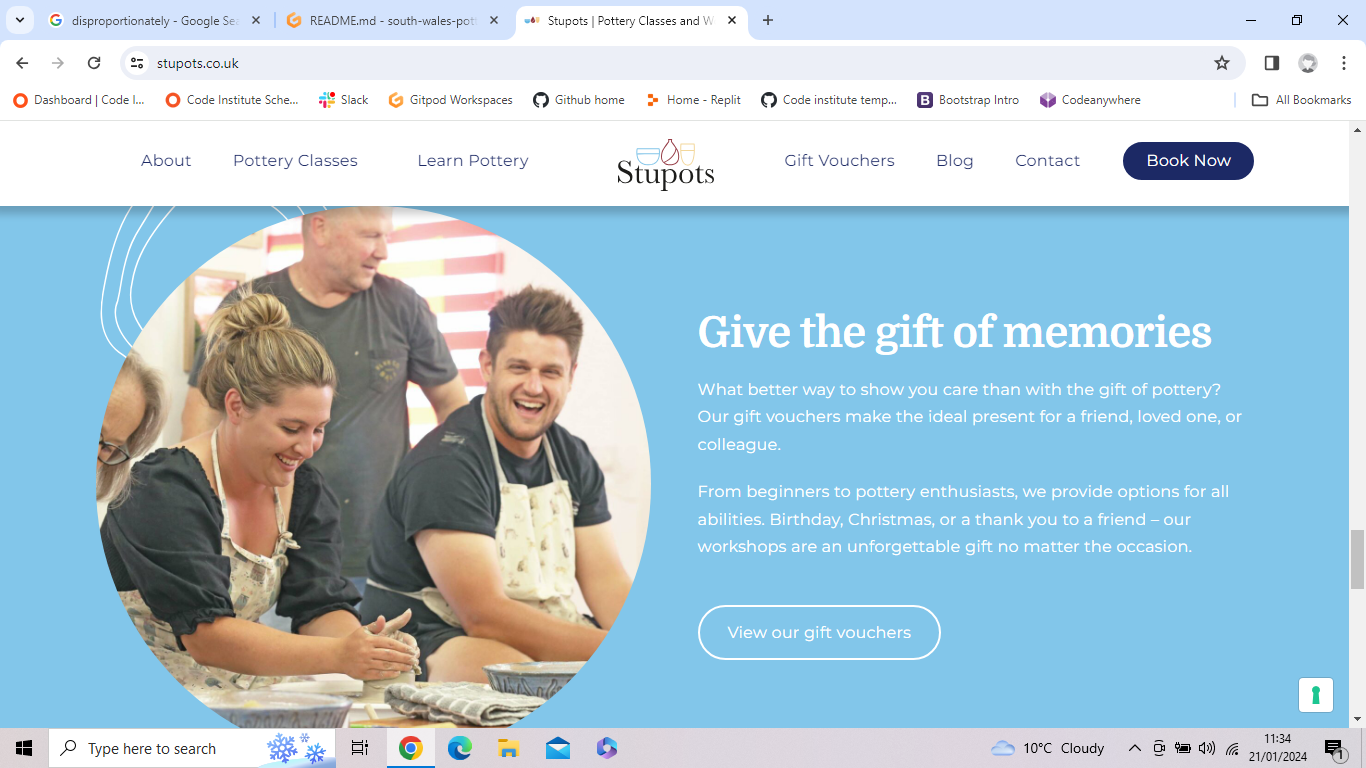 disproportionately - Google Sea
README.md - south-wales-pot
Stupots | Pottery Classes and W
stupots.co.uk
Dashboard | Code I...
Code Institute Sche...
Slack
Gitpod Workspaces
Github home
Home - Replit
Code institute temp...
Bootstrap Intro
Codeanywhere
All Bookmarks
About
Pottery Classes
Learn Pottery
Stupots
Gift Vouchers
Blog
Contact
Book Now
Give the gift of memories
What better way to show you care than with the gift of pottery?
Our gift vouchers make the ideal present for a friend, loved one, or
colleague.
From beginners to pottery enthusiasts, we provide options for all
abilities. Birthday, Christmas, or a thank you to a friend – our
workshops are an unforgettable gift no matter the occasion.
View our gift vouchers
Type here to search
10°C Cloudy
11:34
21/01/2024
1